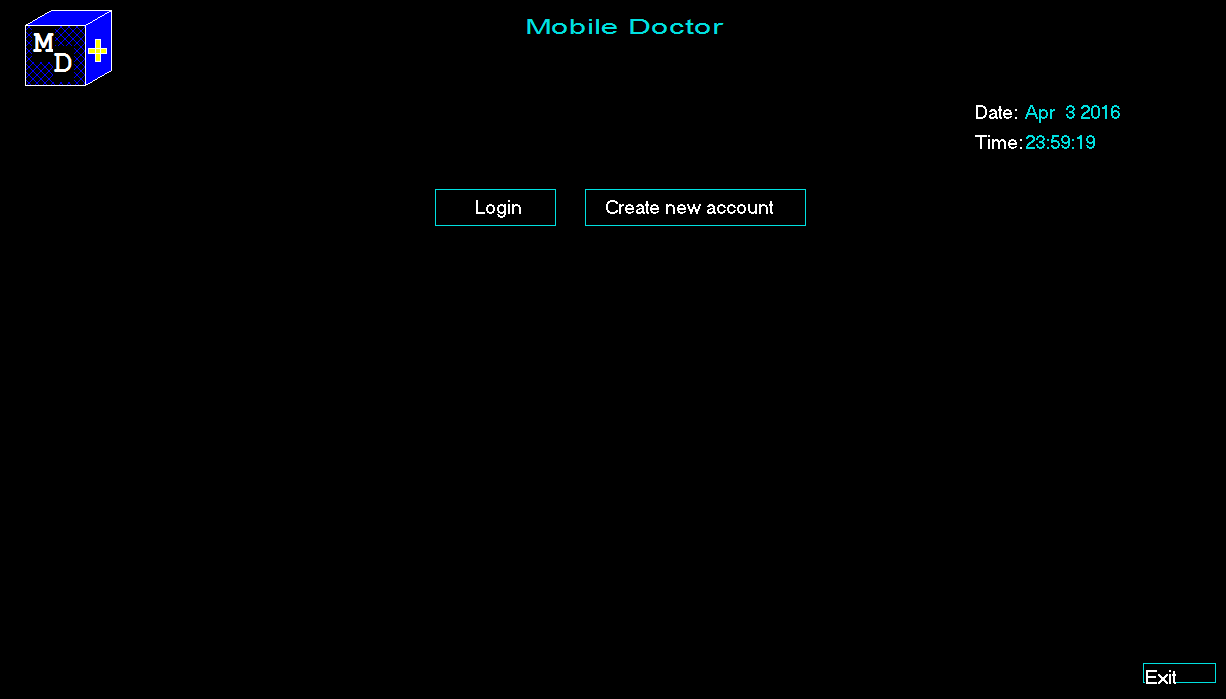 M
D
Mobile Doctor
Date: Apr 3 2016
Time: 23:59:19
Login
Create new account
Exit